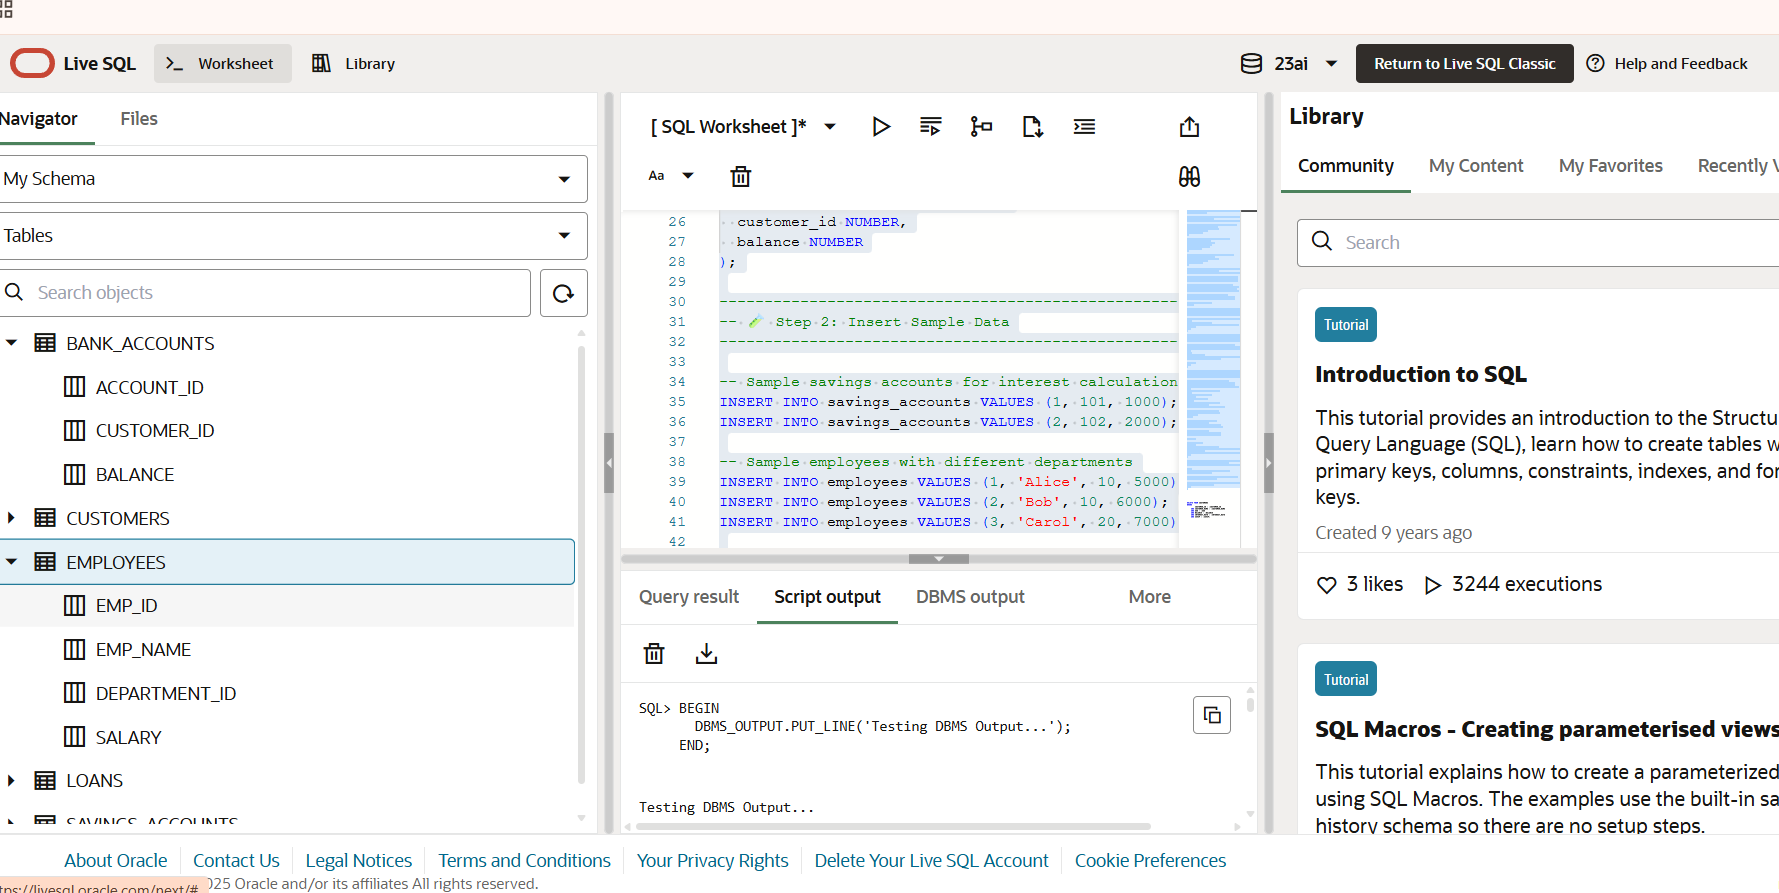 Live SQL
Worksheet
Library
23ai
Return to Live SQL Classic
Help and Feedback
Navigator
Files
My Schema
Tables
Search objects
BANK_ACCOUNTS
ACCOUNT_ID
CUSTOMER_ID
BALANCE
CUSTOMERS
EMPLOYEES
EMP_ID
EMP_NAME
DEPARTMENT_ID
SALARY
LOANS
SAVINGS_ACCOUNTS
[ SQL Worksheet ]*
Aa
26 customer_id NUMBER,
27 balance NUMBER
28 );
29
30 --------------------------------------------------
31 -- 🧪 Step 2: Insert Sample Data
32 --------------------------------------------------
33
34 -- Sample savings accounts for interest calculation
35 INSERT INTO savings_accounts VALUES (1, 101, 1000);
36 INSERT INTO savings_accounts VALUES (2, 102, 2000);
37
38 -- Sample employees with different departments
39 INSERT INTO employees VALUES (1, 'Alice', 10, 5000)
40 INSERT INTO employees VALUES (2, 'Bob', 10, 6000);
41 INSERT INTO employees VALUES (3, 'Carol', 20, 7000)
42
Query result
Script output
DBMS output
More
SQL> BEGIN
DBMS_OUTPUT.PUT_LINE('Testing DBMS Output...');
END;
Testing DBMS Output...
Library
Community
My Content
My Favorites
Recently V
Search
Tutorial
Introduction to SQL
This tutorial provides an introduction to the Structu
Query Language (SQL), learn how to create tables w
primary keys, columns, constraints, indexes, and for
keys.
Created 9 years ago
3 likes
3244 executions
Tutorial
SQL Macros - Creating parameterised views
This tutorial explains how to create a parameterized
using SQL Macros. The examples use the built-in sa
history schema so there are no setup steps.
About Oracle
Contact Us
Legal Notices
Terms and Conditions
Your Privacy Rights
Delete Your Live SQL Account
Cookie Preferences
tps://livesql.oracle.com/next/#
025 Oracle and/or its affiliates All rights reserved.